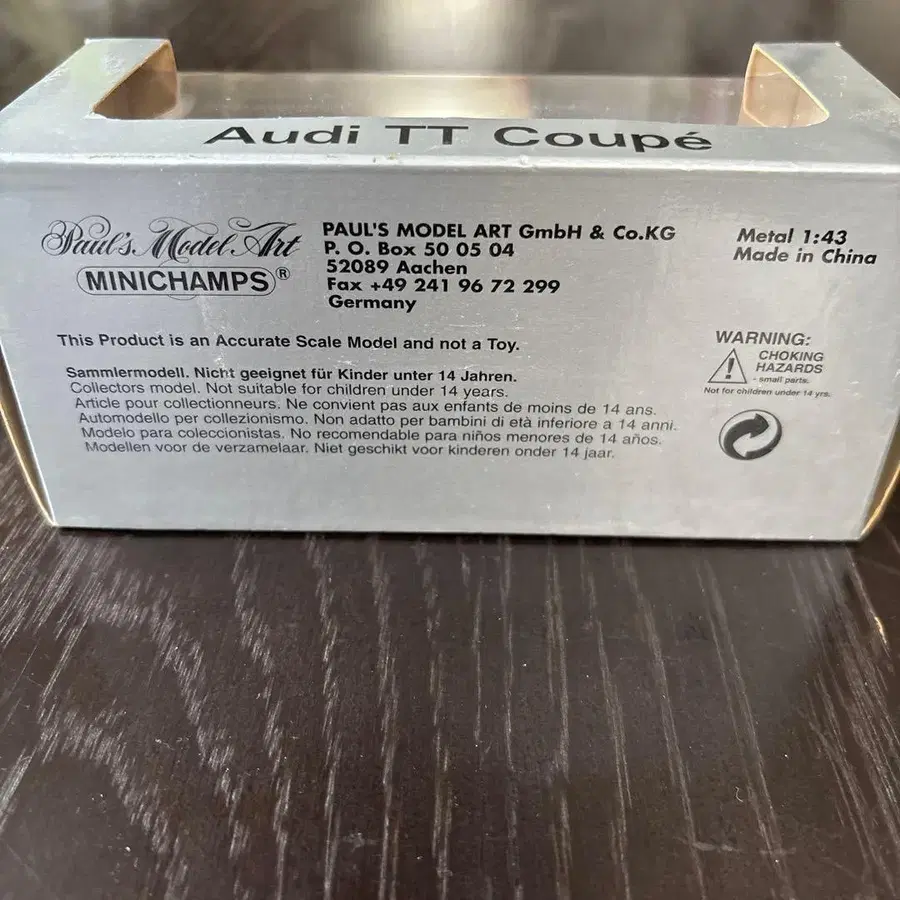 Audi TT Coupé
Paul's Model Art
MINICHAMPS®
PAUL'S MODEL ART GmbH & Co.KG
P. O. Box 50 05 04
52089 Aachen
Fax +49 241 96 72 299
Germany
Metal 1:43
Made in China
This Product is an Accurate Scale Model and not a Toy.
Sammlermodell. Nicht geeignet für Kinder unter 14 Jahren.
Collectors model. Not suitable for children under 14 years.
Article pour collectionneurs. Ne convient pas aux enfants de moins de 14 ans.
Automodello per collezionismo. Non adatto per bambini di età inferiore a 14 anni.
Modelo para coleccionistas. No recomendable para niños menores de 14 años.
Modellen voor de verzamelaar. Niet geschikt voor kinderen onder 14 jaar.
WARNING:
CHOKING
HAZARDS
- small parts.
Not for children under 14 yrs.